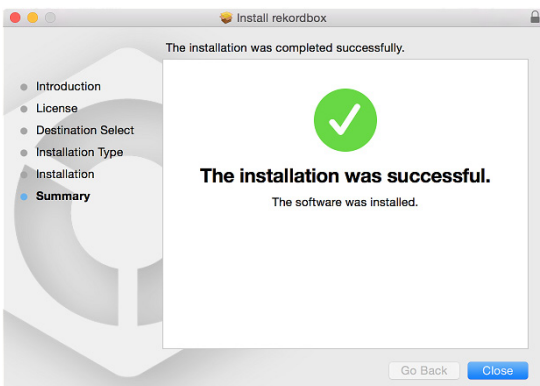 Install rekordbox
The installation was completed successfully.
Introduction
License
Destination Select
Installation Type
Installation
Summary
The installation was successful.
The software was installed.
Go Back
Close